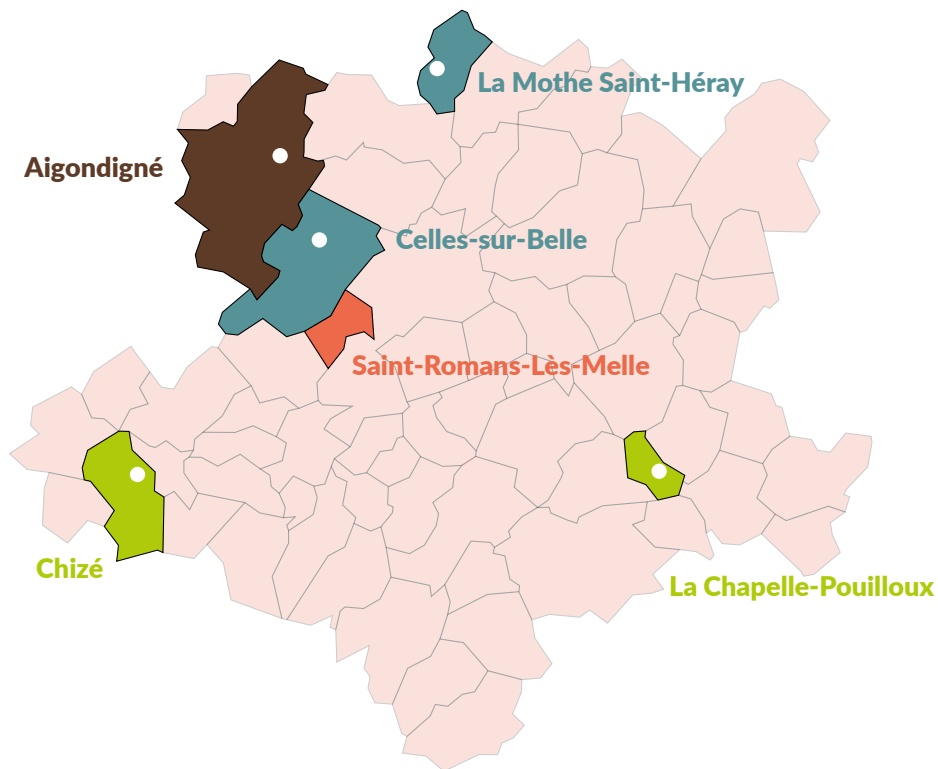 La Mothe Saint-Héray
Aigondigné
Celles-sur-Belle
Saint-Romans-Lès-Melle
Chizé
La Chapelle-Pouilloux